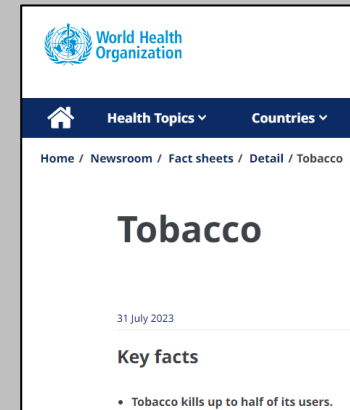 World Health
Organization
Health Topics Countries
Home / Newsroom / Fact sheets / Detail / Tobacco
Tobacco
31 July 2023
Key facts
• Tobacco kills up to half of its users.